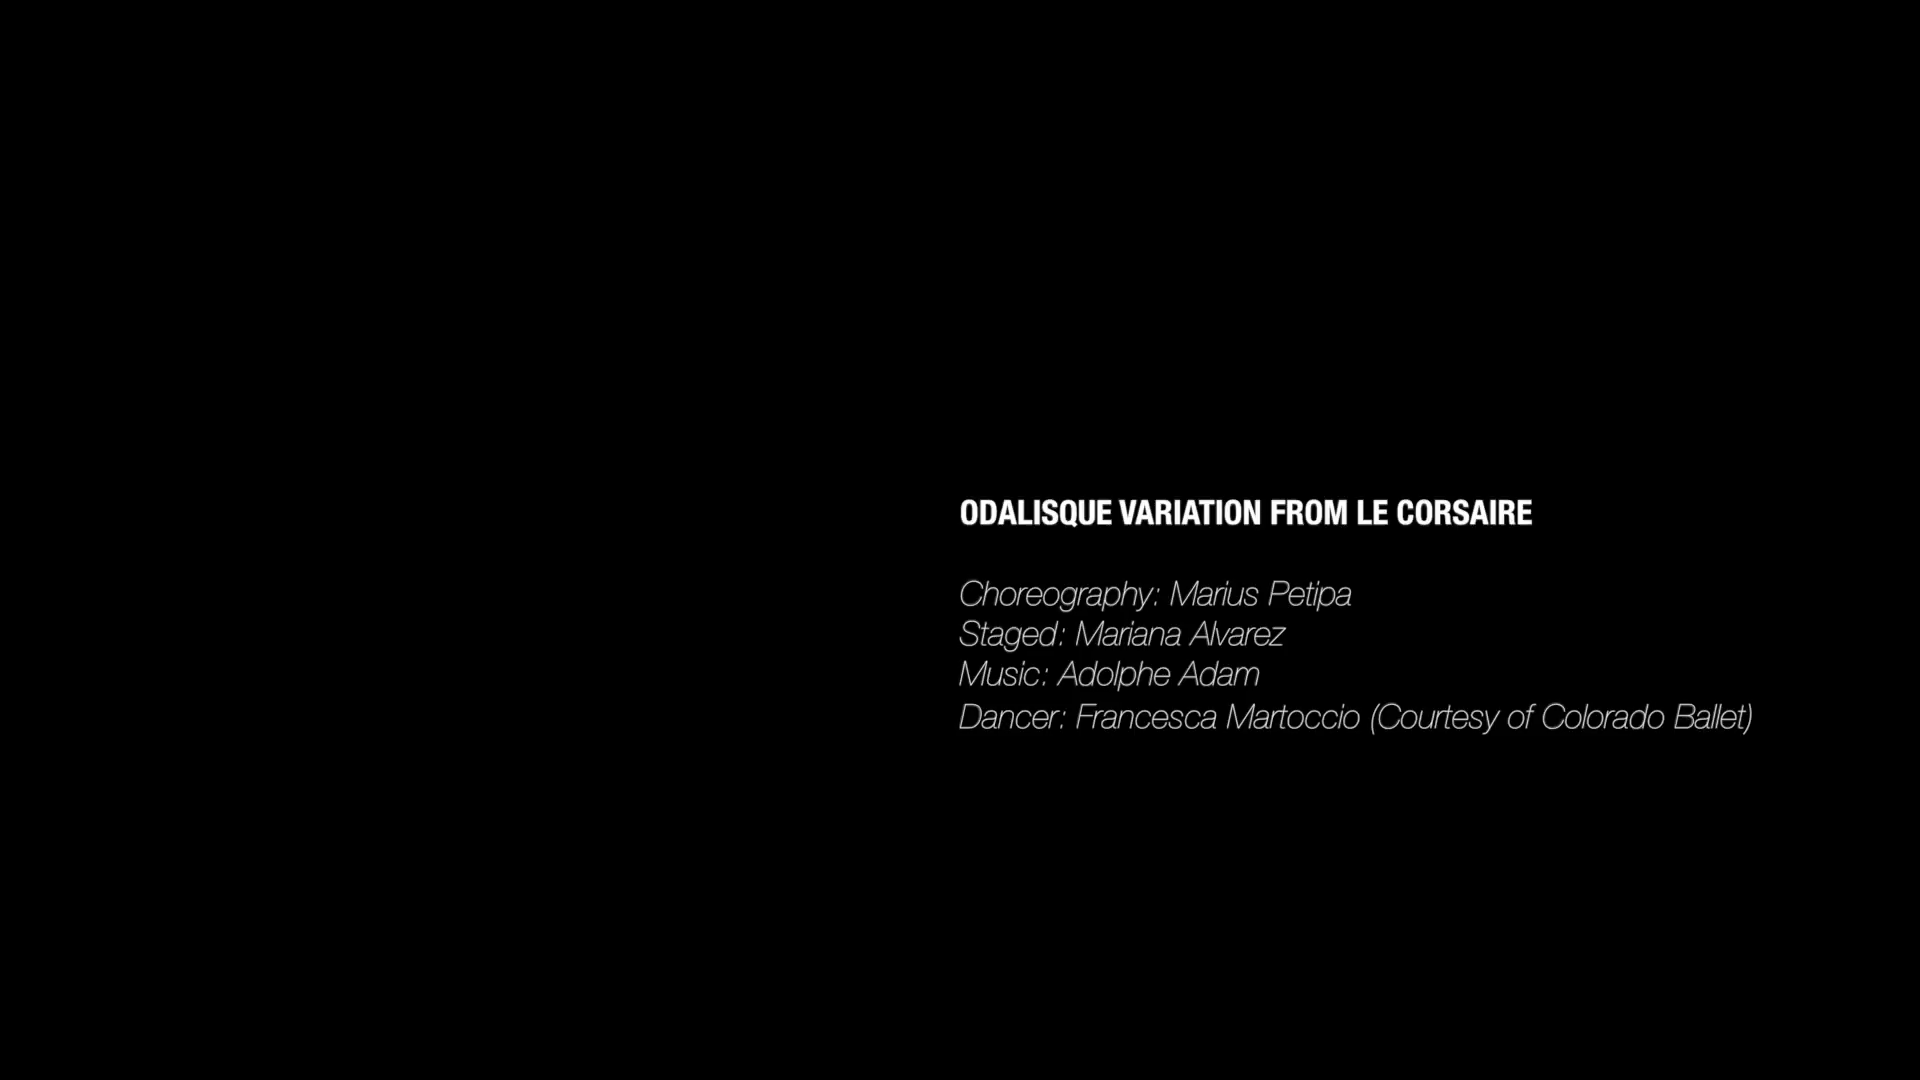 ODALISQUE VARIATION FROM LE CORSAIRE
Choreography: Marius Petipa
Staged: Mariana Alvarez
Music: Adolphe Adam
Dancer: Francesca Martoccio (Courtesy of Colorado Ballet)